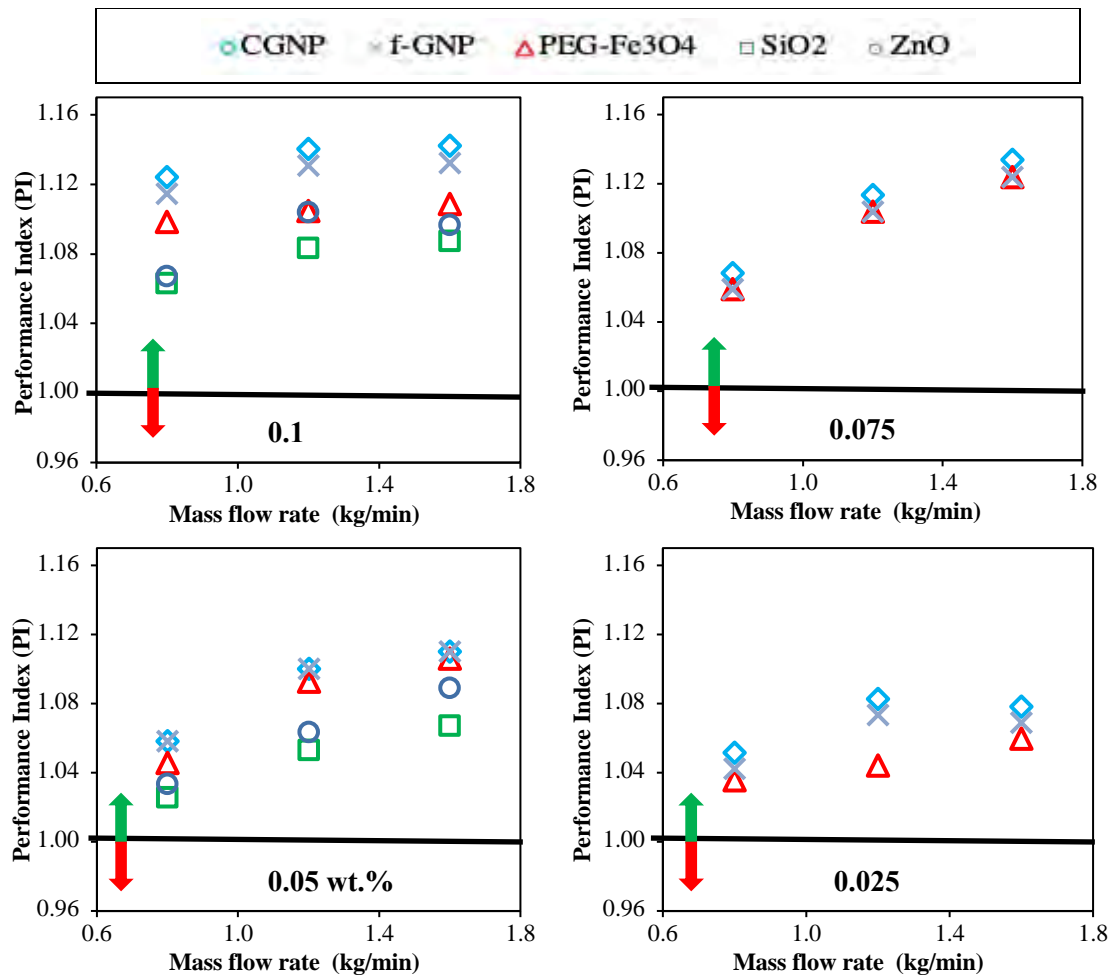 CGNP f-GNP PEG-Fe3O4 SiO2 ZnO
Performance Index (PI)
1.16
1.12
1.08
1.04
1.00
0.96
0.1
0.6 1.0 1.4 1.8
Mass flow rate (kg/min)
Performance Index (PI)
1.16
1.12
1.08
1.04
1.00
0.96
0.075
0.6 1.0 1.4 1.8
Mass flow rate (kg/min)
Performance Index (PI)
1.16
1.12
1.08
1.04
1.00
0.96
0.05 wt.%
0.6 1.0 1.4 1.8
Mass flow rate (kg/min)
Performance Index (PI)
1.16
1.12
1.08
1.04
1.00
0.96
0.025
0.6 1.0 1.4 1.8
Mass flow rate (kg/min)